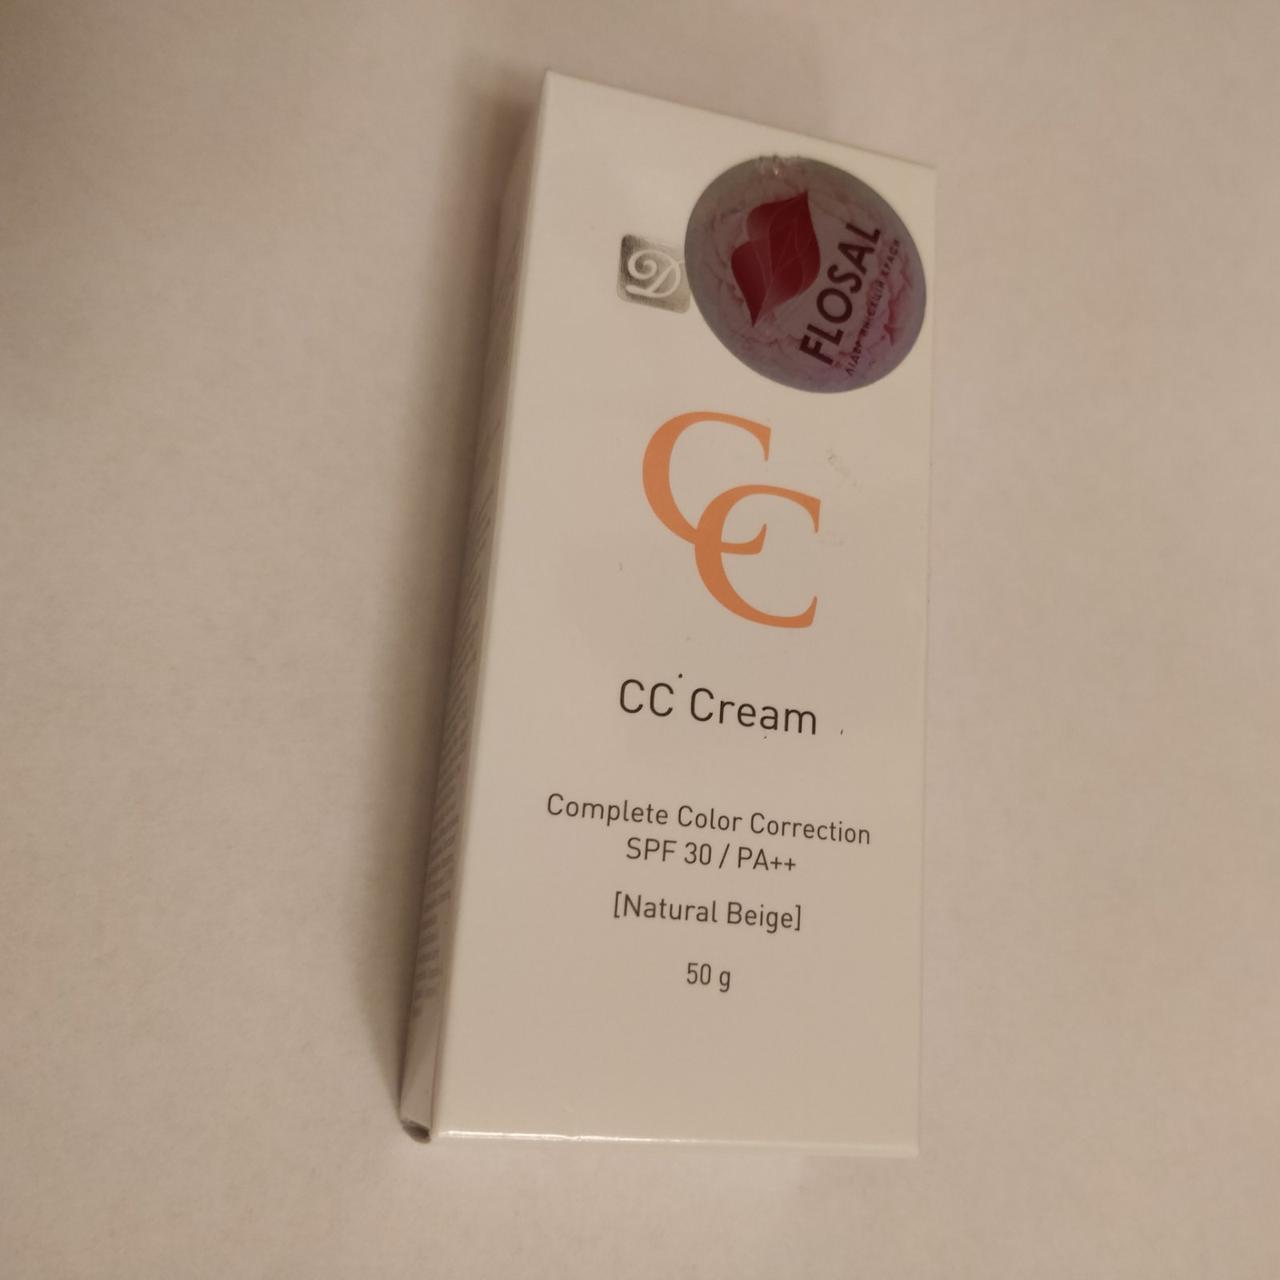 D
FLOSAL
CC
CC Cream
Complete Color Correction
SPF 30 / PA++
[Natural Beige]
50 g